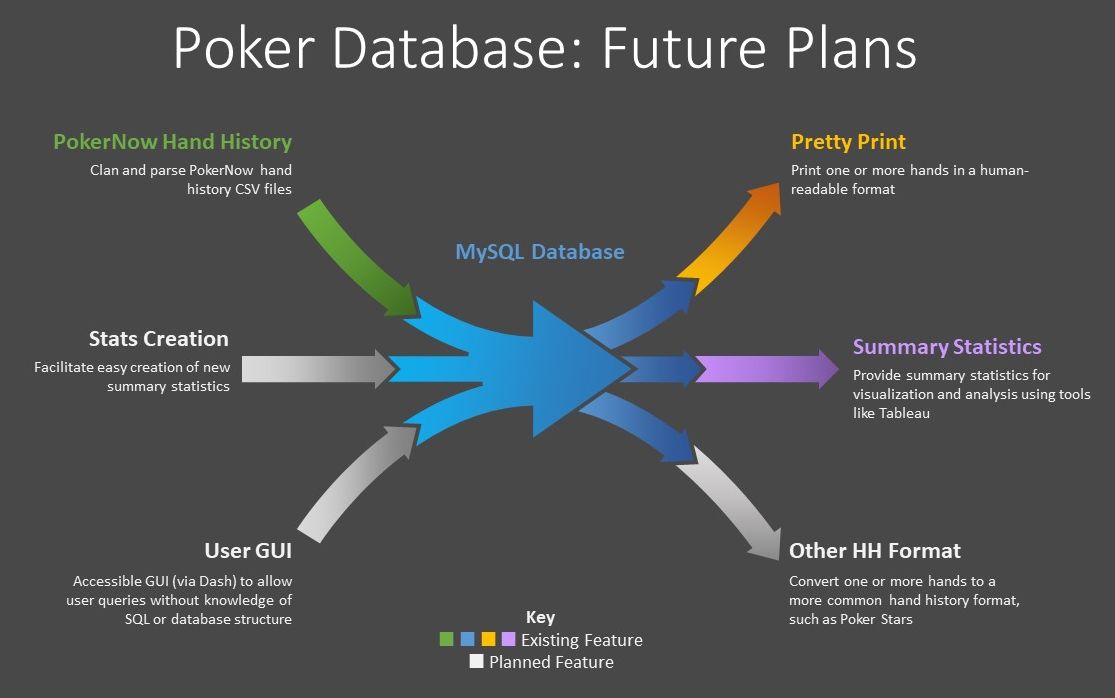 Poker Database: Future Plans
PokerNow Hand History
Clan and parse PokerNow hand
history CSV files
Pretty Print
Print one or more hands in a human-
readable format
MySQL Database
Stats Creation
Facilitate easy creation of new
summary statistics
Summary Statistics
Provide summary statistics for
visualization and analysis using tools
like Tableau
User GUI
Accessible GUI (via Dash) to allow
user queries without knowledge of
SQL or database structure
Other HH Format
Convert one or more hands to a
more common hand history format,
such as Poker Stars
Key
Existing Feature
Planned Feature